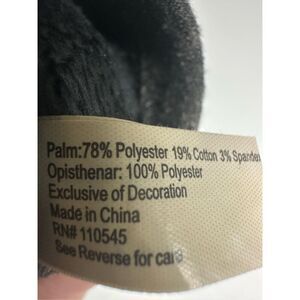 Palm:78% Polyester 19% Cotton 3% Spandex
Opisthenar: 100% Polyester
Exclusive of Decoration
Made in China
RN# 110545
See Reverse for care